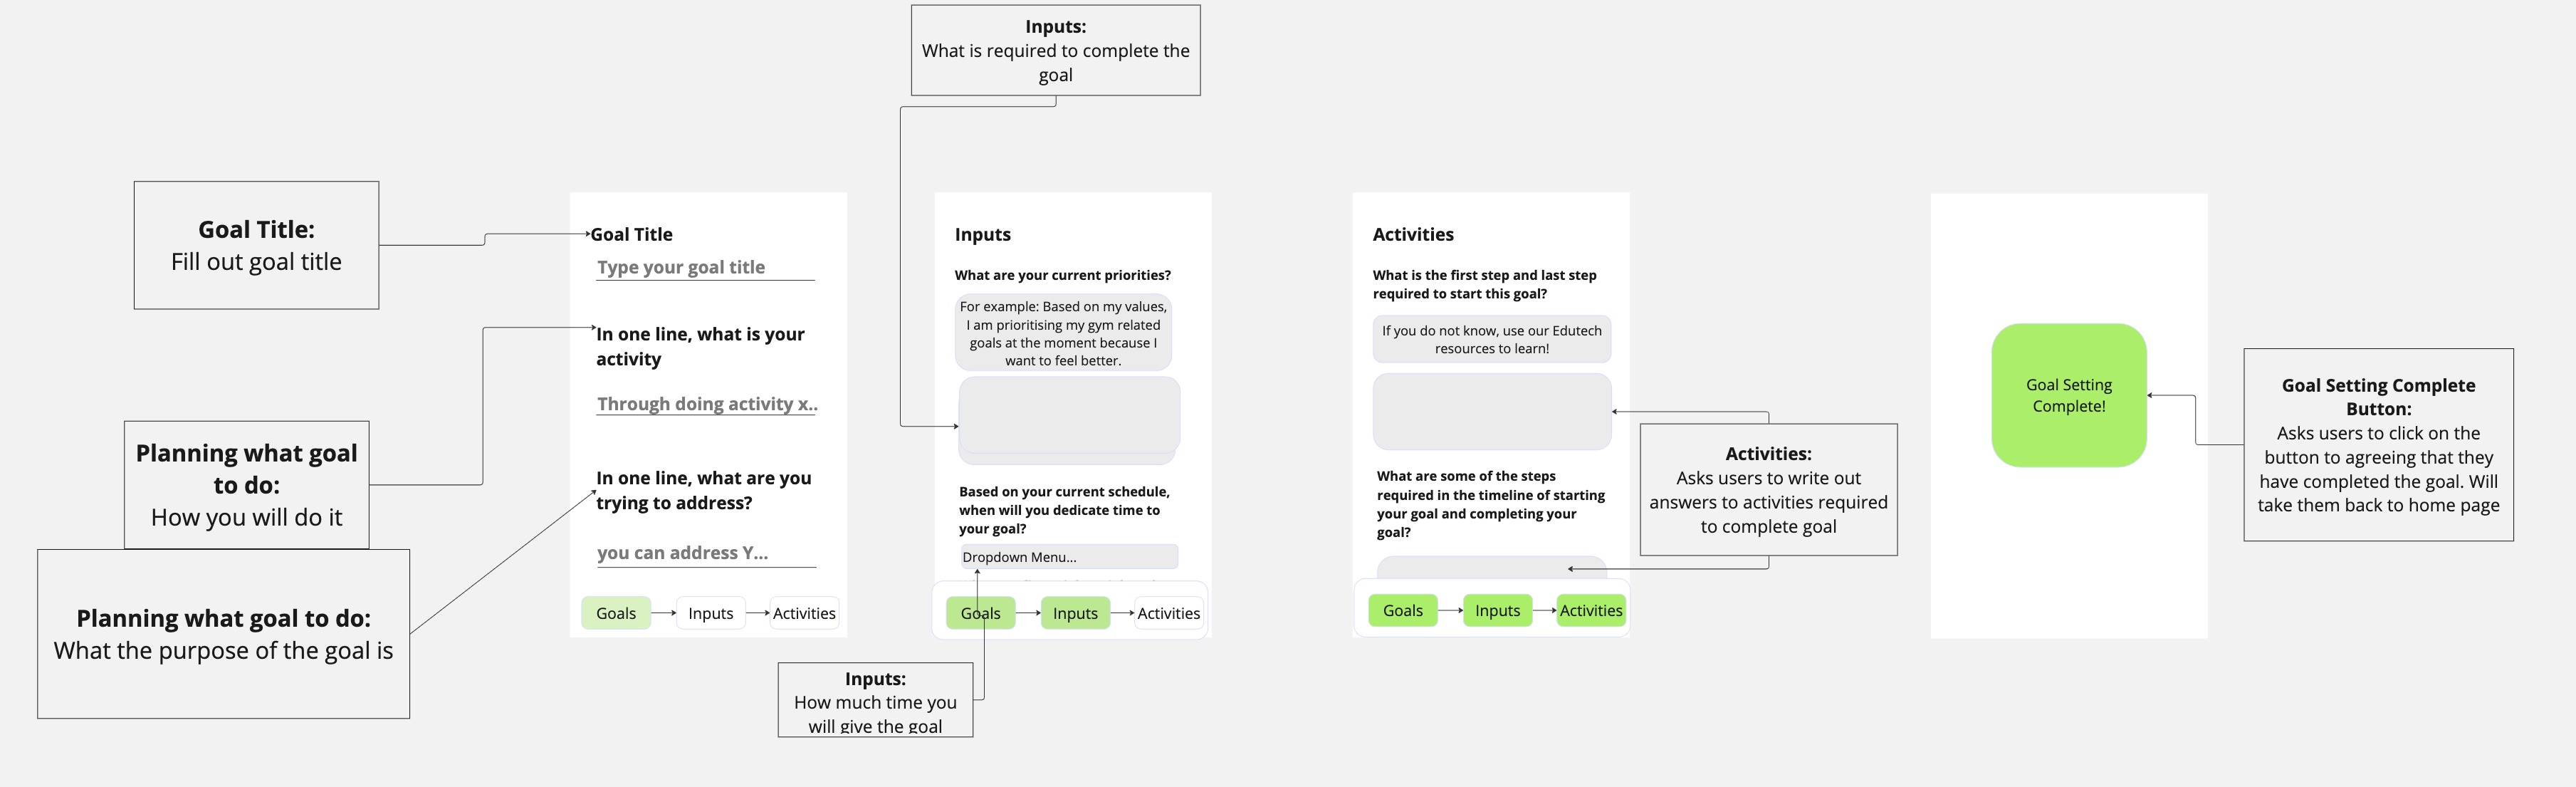 Inputs:
What is required to complete the
goal
Goal Title:
Fill out goal title
Planning what goal
to do:
How you will do it
Planning what goal to do:
What the purpose of the goal is
Goal Title
Type your goal title
In one line, what is your
activity
Through doing activity x..
In one line, what are you
trying to address?
you can address Y...
Goals
Inputs
Activities
Inputs
What are your current priorities?
For example: Based on my values,
I am prioritising my gym related
goals at the moment because I
want to feel better.
Based on your current schedule,
when will you dedicate time to
your goal?
Dropdown Menu...
Goals
Inputs
Activities
Inputs:
How much time you
will give the goal
Activities
What is the first step and last step
required to start this goal?
If you do not know, use our Edutech
resources to learn!
What are some of the steps
required in the timeline of starting
your goal and completing your
goal?
Goals
Inputs
Activities
Activities:
Asks users to write out
answers to activities required
to complete goal
Goal Setting
Complete!
Goal Setting Complete
Button:
Asks users to click on the
button to agreeing that they
have completed the goal. Will
take them back to home page